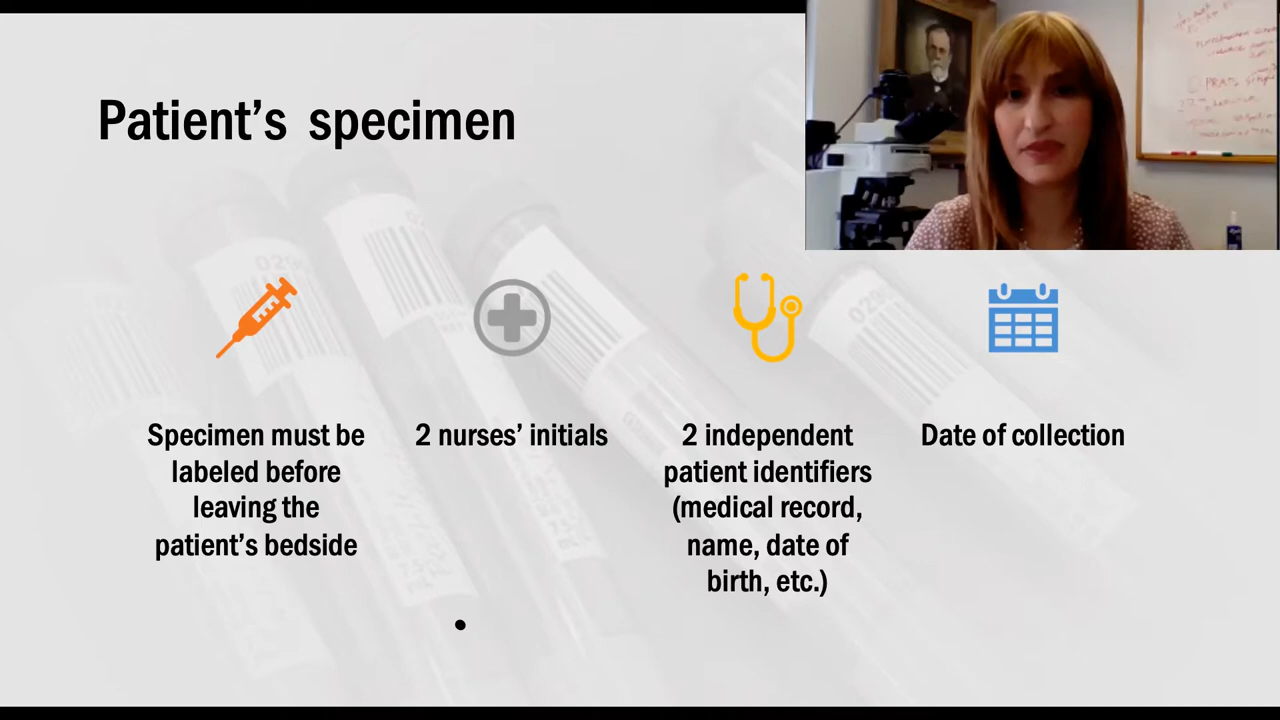 Patient's specimen
Specimen must be
labeled before
leaving the
patient's bedside
2 nurses' initials
2 independent
patient identifiers
(medical record,
name, date of
birth, etc.)
Date of collection